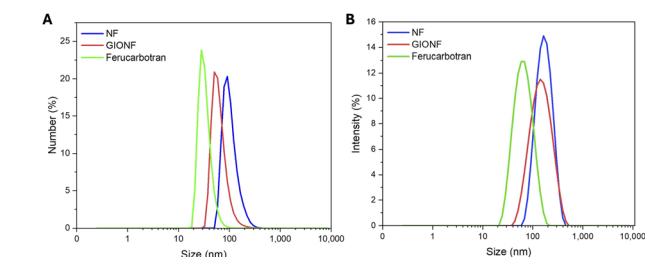 A
NF
GIONF
Ferucarbotran
Number (%)
25
20
15
10
5
0
0 1 10 100 1,000 10,000
Size (nm)
B
NF
GIONF
Ferucarbotran
Intensity (%)
16
14
12
10
8
6
4
2
0
0 1 10 100 1,000 10,000
Size (nm)